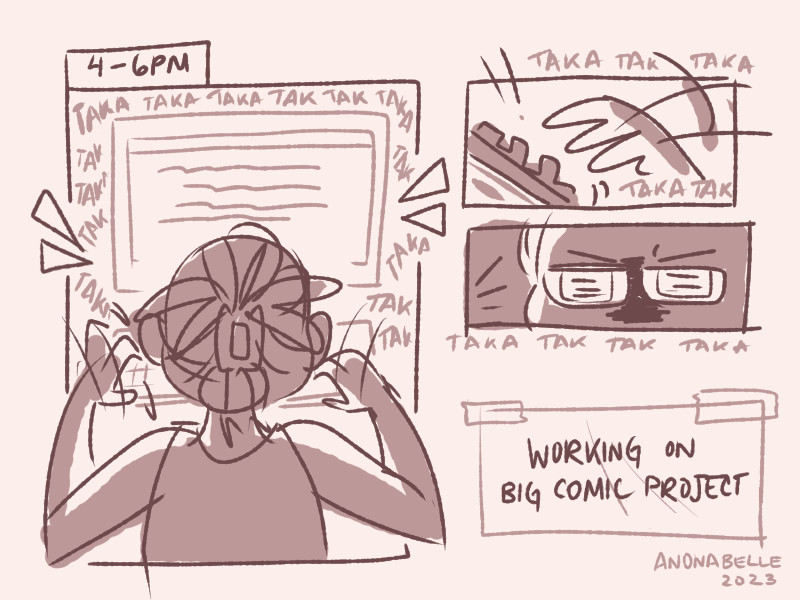 4-6PM
TAKA TAKA TAKA TAK TAK TAKA
TAK
TAK
TAK
TAK
TAK
TAKA
TAK
TAK
TAKA TAK TAKA
TAKA TAK
TAKA TAK TAK TAKA
WORKING ON
BIG COMIC PROJECT
ANONABELLE
2023